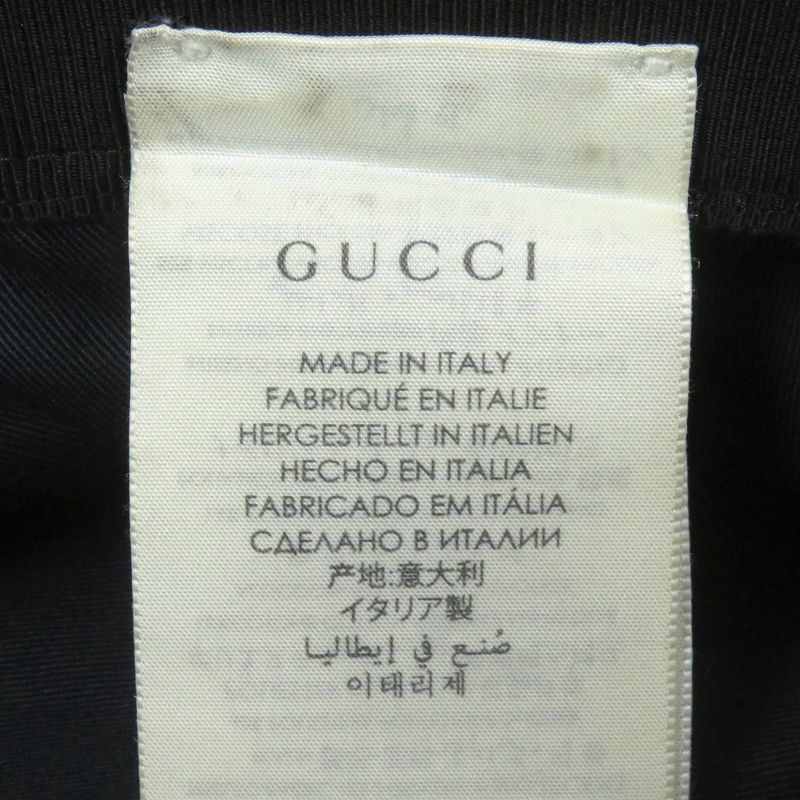 GUCCI
MADE IN ITALY
FABRIQUÉ EN ITALIE
HERGESTELLT IN ITALIEN
HECHO EN ITALIA
FABRICADO EM ITÁLIA
СДЕЛАНО В ИТАЛИИ
产地:意大利
イタリア製
صُنع في إيطاليا
이태리제